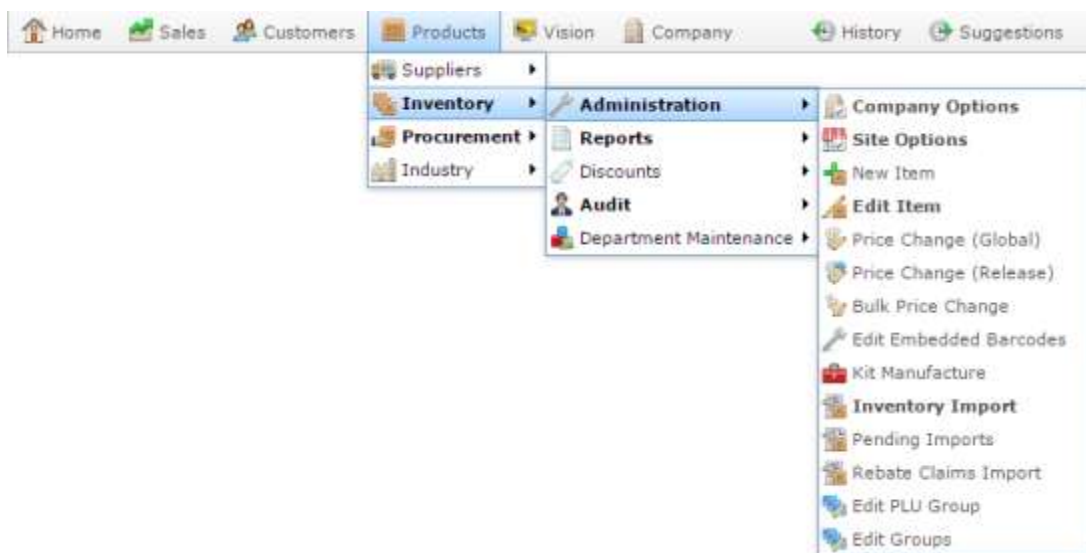 Home Sales Customers Products Vision Company History Suggestions
Suppliers
Inventory
Procurement
Industry
Administration
Reports
Discounts
Audit
Department Maintenance
Company Options
Site Options
New Item
Edit Item
Price Change (Global)
Price Change (Release)
Bulk Price Change
Edit Embedded Barcodes
Kit Manufacture
Inventory Import
Pending Imports
Rebate Claims Import
Edit PLU Group
Edit Groups